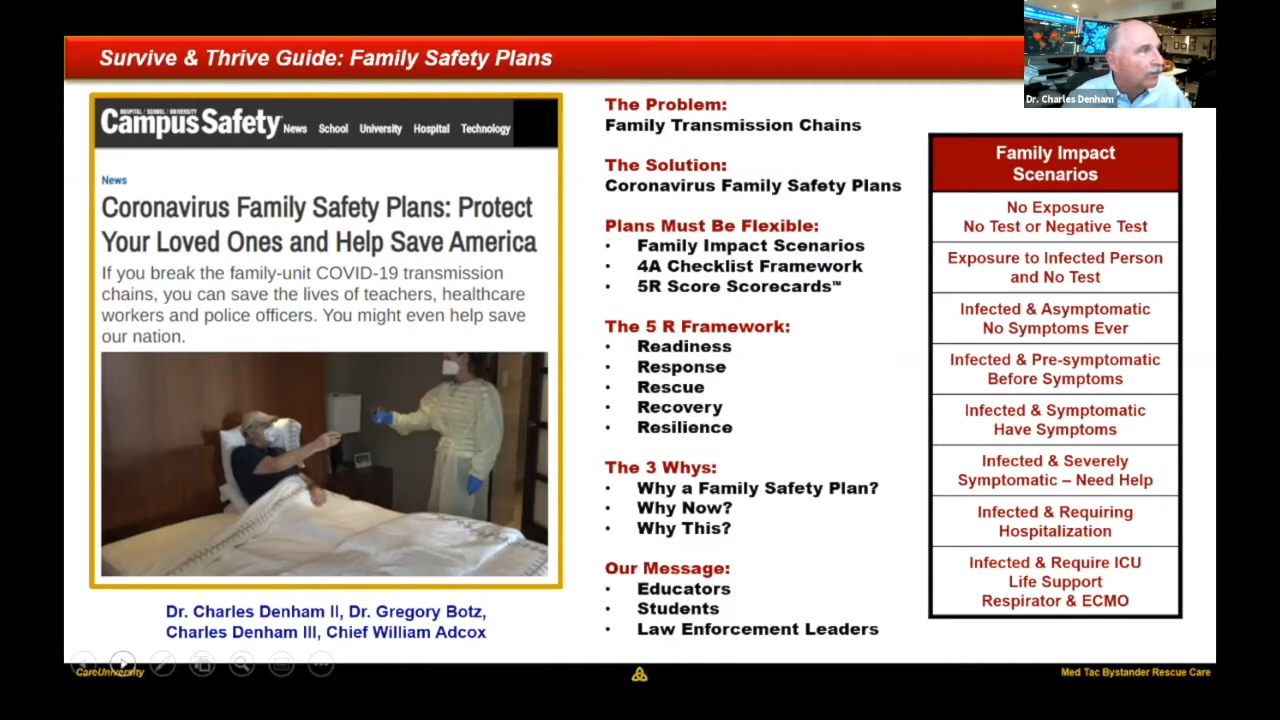 Survive & Thrive Guide: Family Safety Plans
Dr. Charles Denham
HOSPITAL / SCHOOL / UNIVERSITY
Campus Safety
News School University Hospital Technology
News
Coronavirus Family Safety Plans: Protect
Your Loved Ones and Help Save America
If you break the family-unit COVID-19 transmission
chains, you can save the lives of teachers, healthcare
workers and police officers. You might even help save
our nation.
Dr. Charles Denham II, Dr. Gregory Botz,
Charles Denham III, Chief William Adcox
The Problem:
Family Transmission Chains
The Solution:
Coronavirus Family Safety Plans
Plans Must Be Flexible:
• Family Impact Scenarios
• 4A Checklist Framework
• 5R Score Scorecards™
The 5 R Framework:
• Readiness
• Response
• Rescue
• Recovery
• Resilience
The 3 Whys:
• Why a Family Safety Plan?
• Why Now?
• Why This?
Our Message:
• Educators
• Students
• Law Enforcement Leaders
Family Impact
Scenarios
No Exposure
No Test or Negative Test
Exposure to Infected Person
and No Test
Infected & Asymptomatic
No Symptoms Ever
Infected & Pre-symptomatic
Before Symptoms
Infected & Symptomatic
Have Symptoms
Infected & Severely
Symptomatic – Need Help
Infected & Requiring
Hospitalization
Infected & Require ICU
Life Support
Respirator & ECMO
CareUniversity
Med Tac Bystander Rescue Care